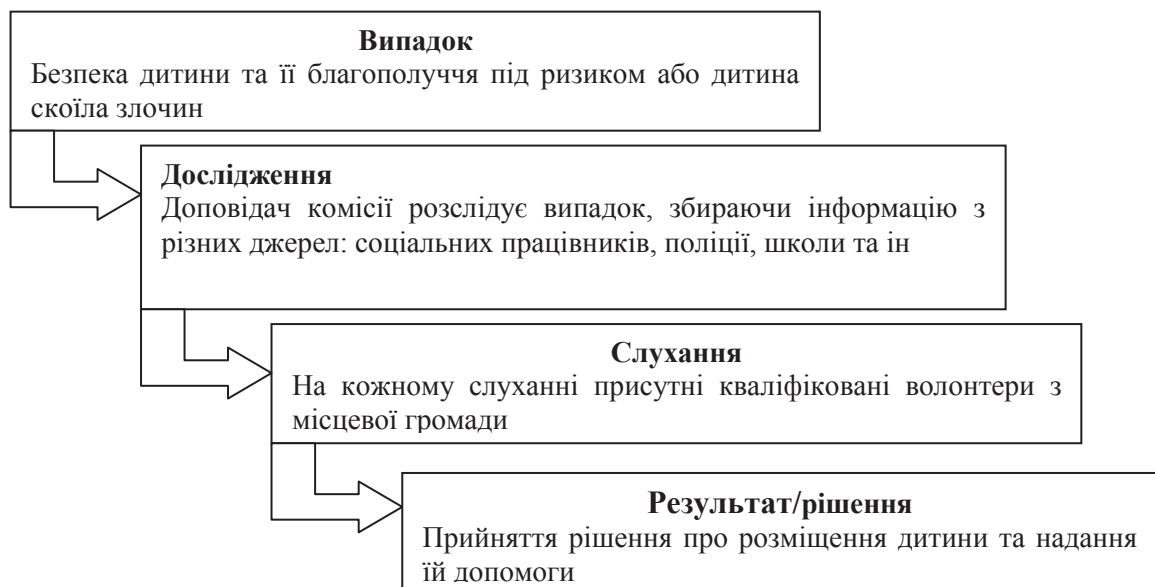 Випадок
Безпека дитини та її благополуччя під ризиком або дитина
скоїла злочин
Дослідження
Доповідач комісії розслідує випадок, збираючи інформацію з
різних джерел: соціальних працівників, поліції, школи та ін
Слухання
На кожному слуханні присутні кваліфіковані волонтери з
місцевої громади
Результат/рішення
Прийняття рішення про розміщення дитини та надання
їй допомоги